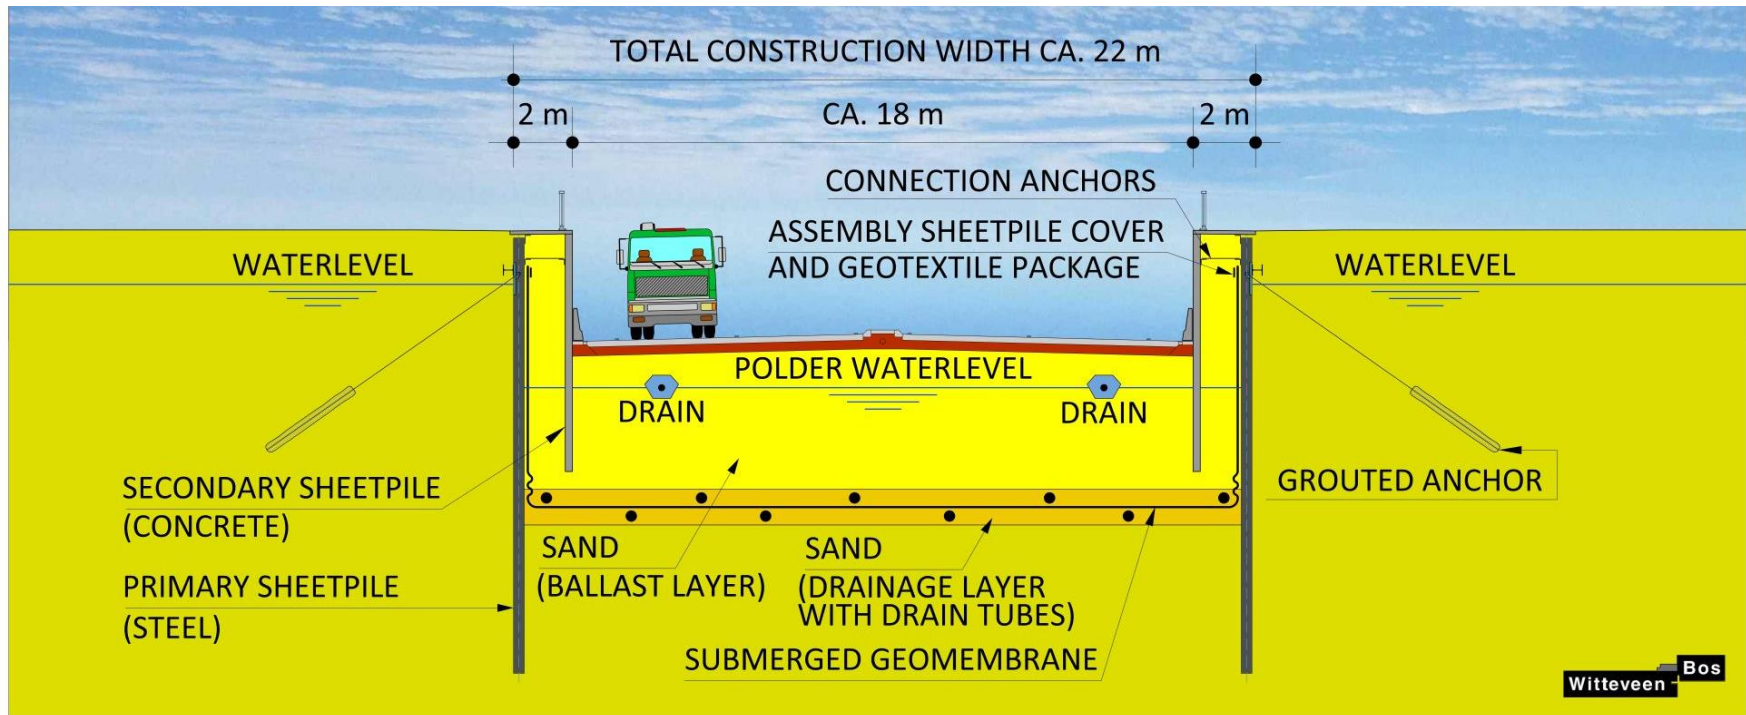 TOTAL CONSTRUCTION WIDTH CA. 22 m
2 m
CA. 18 m
2 m
CONNECTION ANCHORS
ASSEMBLY SHEETPILE COVER
AND GEOTEXTILE PACKAGE
WATERLEVEL
WATERLEVEL
POLDER WATERLEVEL
DRAIN
DRAIN
SECONDARY SHEETPILE
(CONCRETE)
GROUTED ANCHOR
SAND
(BALLAST LAYER)
SAND
(DRAINAGE LAYER
WITH DRAIN TUBES)
PRIMARY SHEETPILE
(STEEL)
SUBMERGED GEOMEMBRANE
Witteveen
Bos